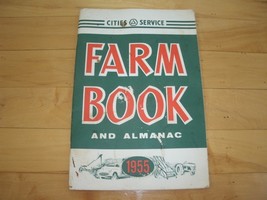 CITIES SERVICE
FARM
BOOK
AND ALMANAC
1955